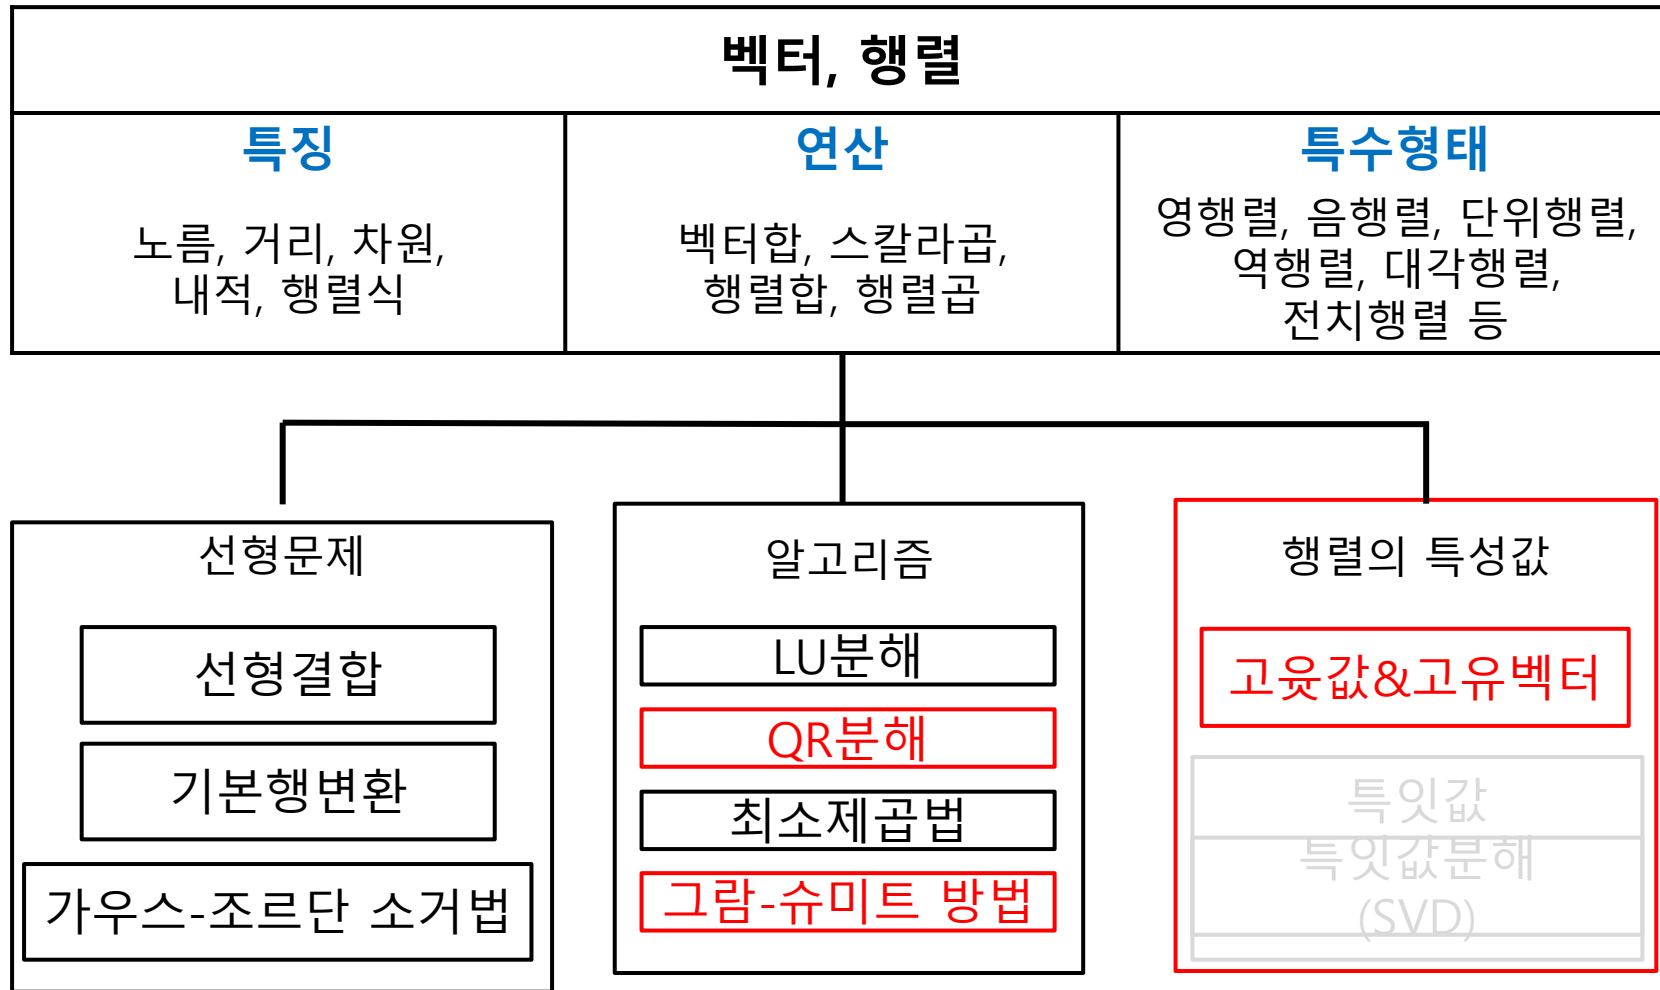 벡터, 행렬
특징
노름, 거리, 차원,
내적, 행렬식
연산
벡터합, 스칼라곱,
행렬합, 행렬곱
특수형태
영행렬, 음행렬, 단위행렬,
역행렬, 대각행렬,
전치행렬 등
선형문제
선형결합
기본행변환
가우스-조르단 소거법
알고리즘
LU분해
QR분해
최소제곱법
그람-슈미트 방법
행렬의 특성값
고윳값&고유벡터
특잇값
특잇값분해
(SVD)